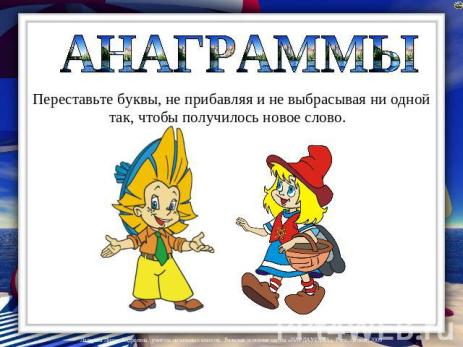 АНАГРАММЫ
Переставьте буквы, не прибавляя и не выбрасывая ни одной
так, чтобы получилось новое слово.